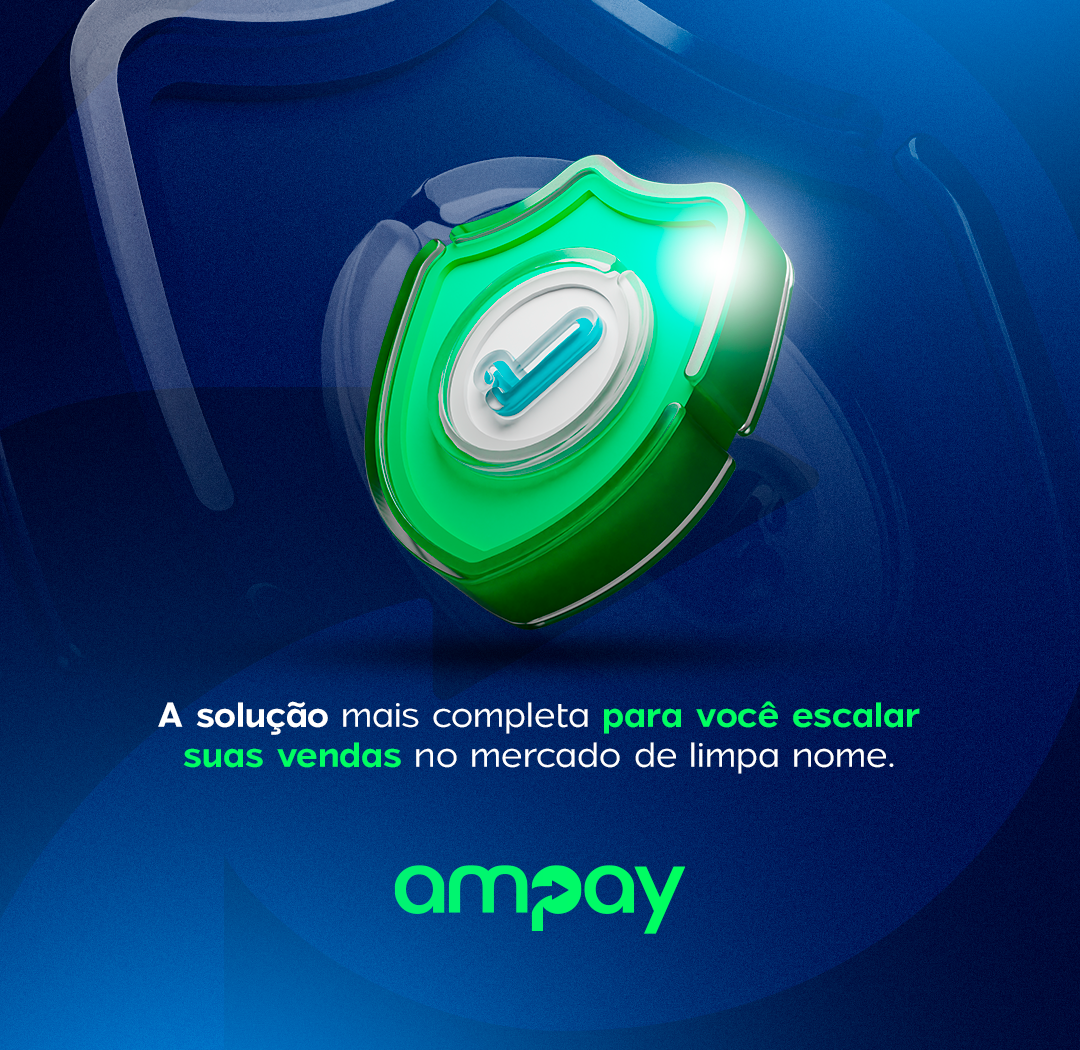 A solução mais completa para você escalar
suas vendas no mercado de limpa nome.
ampay